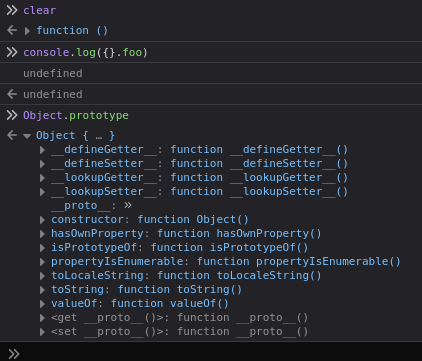 clear
function ()
console.log({}.foo)
undefined
undefined
Object.prototype
Object { … }
__defineGetter__: function __defineGetter__()
__defineSetter__: function __defineSetter__()
__lookupGetter__: function __lookupGetter__()
__lookupSetter__: function __lookupSetter__()
__proto__: »
constructor: function Object()
hasOwnProperty: function hasOwnProperty()
isPrototypeOf: function isPrototypeOf()
propertyIsEnumerable: function propertyIsEnumerable()
toLocaleString: function toLocaleString()
toString: function toString()
valueOf: function valueOf()
<get __proto__()>: function __proto__()
<set __proto__()>: function __proto__()